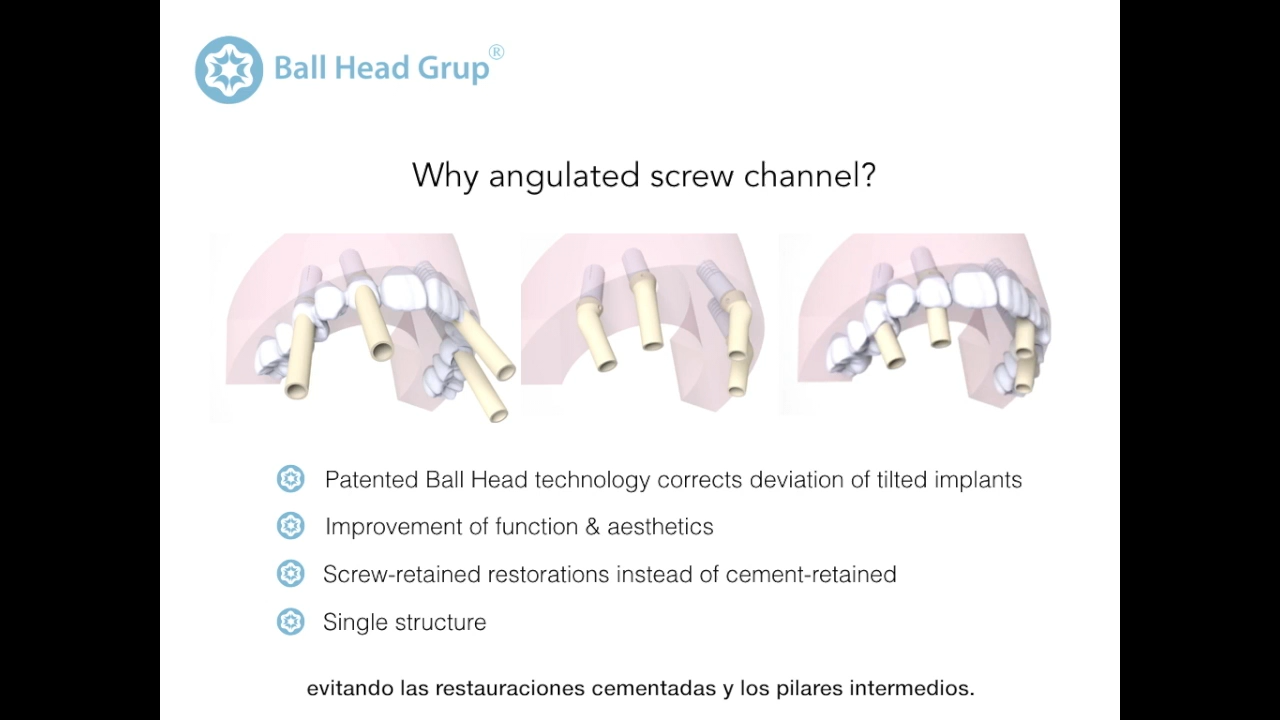 Ball Head Grup®
Why angulated screw channel?
Patented Ball Head technology corrects deviation of tilted implants
Improvement of function & aesthetics
Screw-retained restorations instead of cement-retained
Single structure
evitando las restauraciones cementadas y los pilares intermedios.